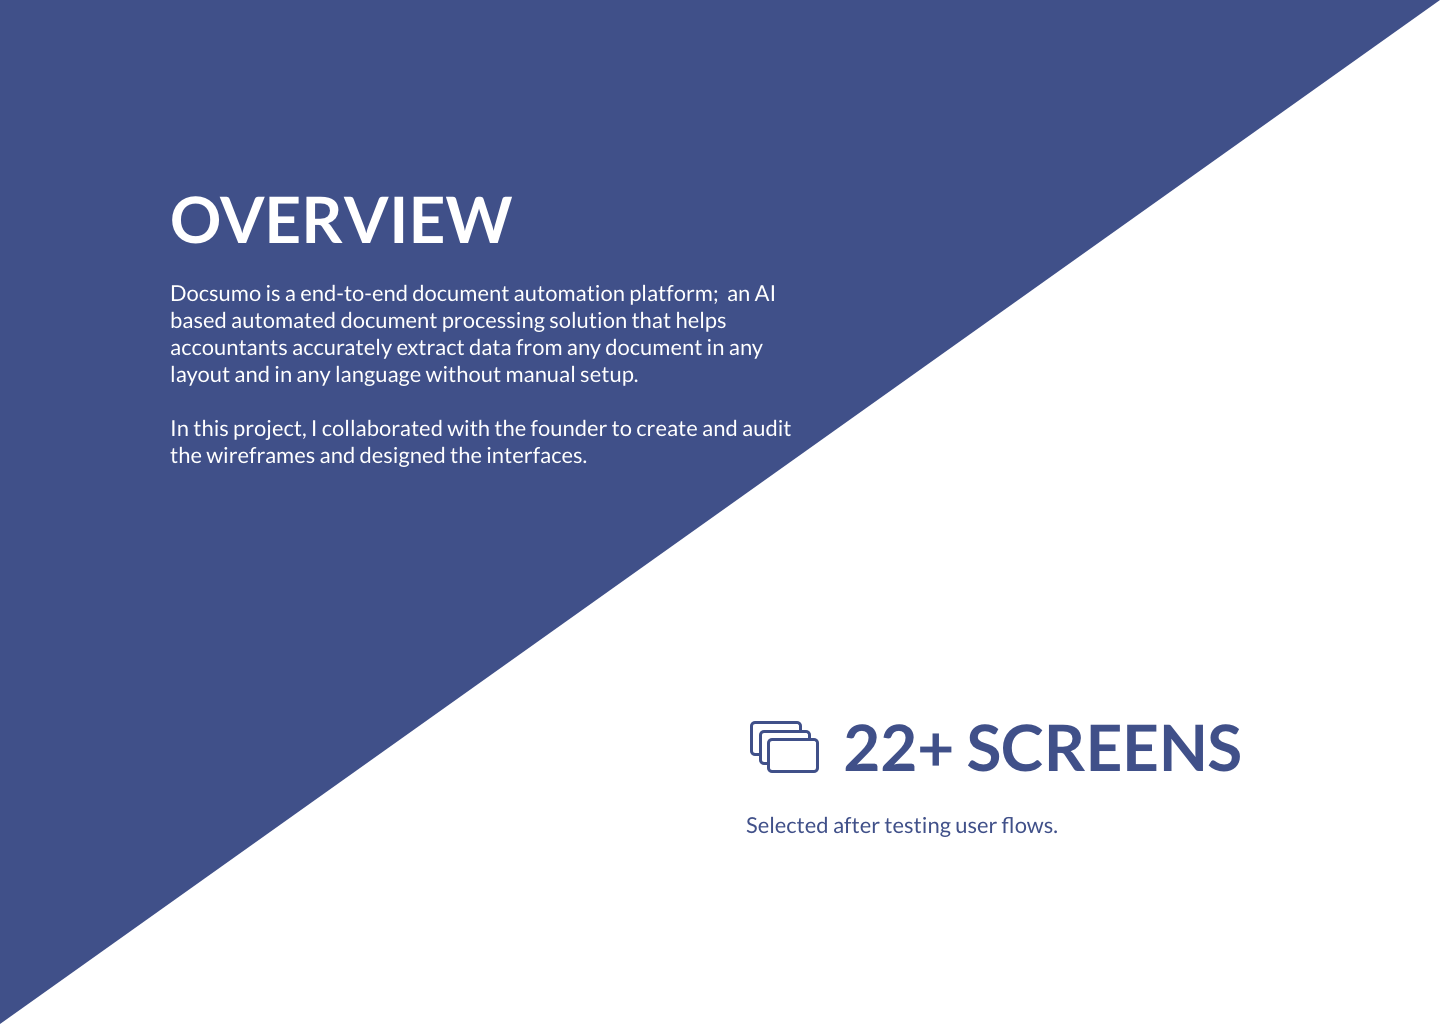 OVERVIEW
Docsumo is a end-to-end document automation platform;  an AI
based automated document processing solution that helps
accountants accurately extract data from any document in any
layout and in any language without manual setup.
In this project, I collaborated with the founder to create and audit
the wireframes and designed the interfaces.
22+ SCREENS
Selected after testing user flows.